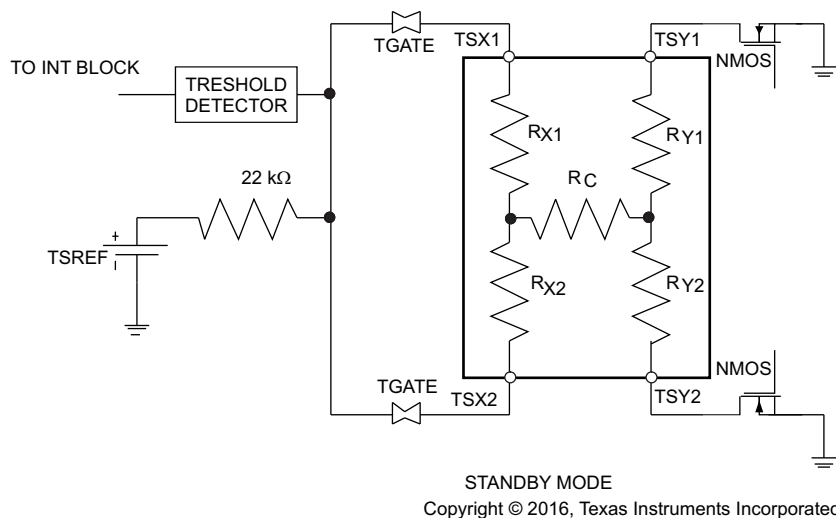 TGATE
TSX1
TSY1
NMOS
TO INT BLOCK
TRESHOLD
DETECTOR
RX1
RY1
RC
22 kΩ
+
TSREF
-
RX2
RY2
NMOS
TGATE
TSX2
TSY2
STANDBY MODE
Copyright © 2016, Texas Instruments Incorporated